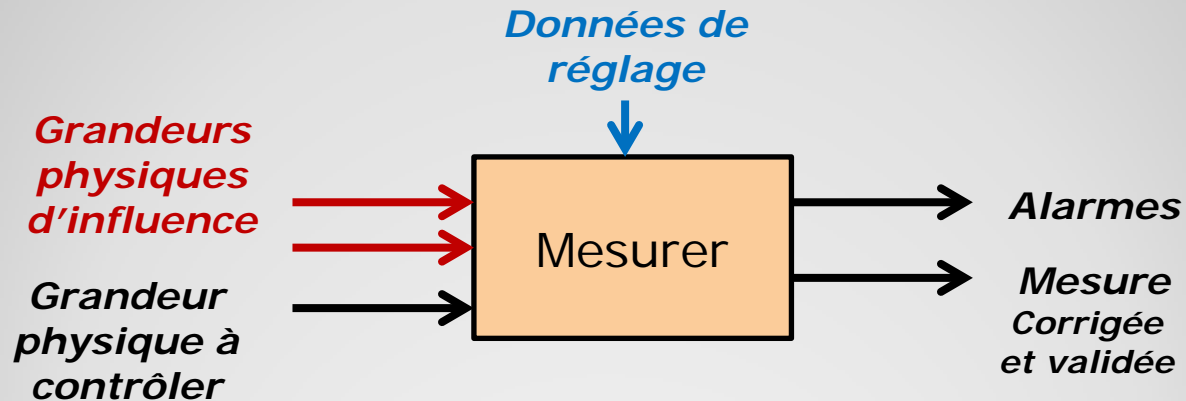 Données de
réglage
Grandeurs
physiques
d'influence
Grandeur
physique à
contrôler
Mesurer
Alarmes
Mesure
Corrigée
et validée